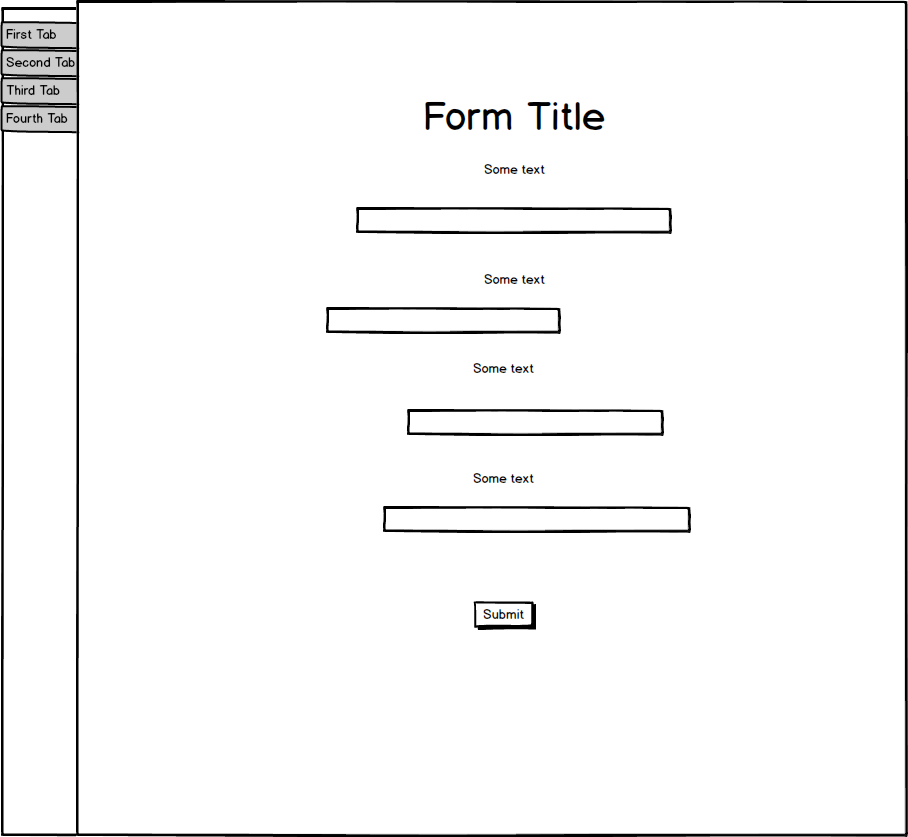 First Tab
Second Tab
Third Tab
Fourth Tab
Form Title
Some text
Some text
Some text
Some text
Submit